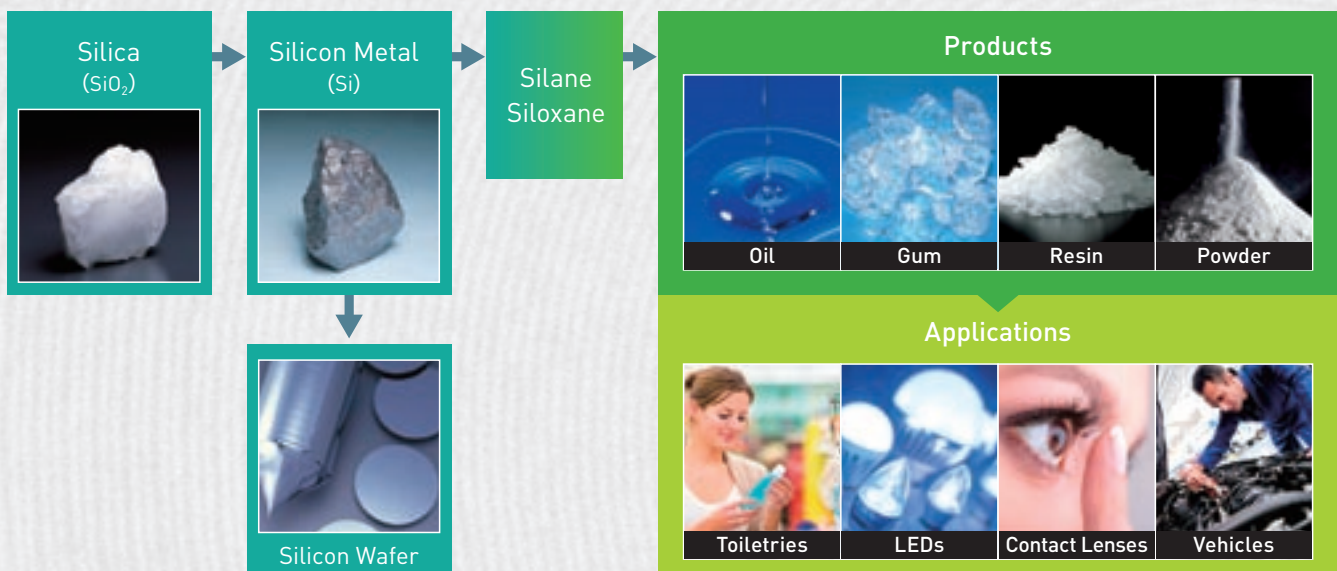 Silica
(SiO₂)
Silicon Metal
(Si)
Silicon Wafer
Silane
Siloxane
Products
Oil
Gum
Resin
Powder
Applications
Toiletries
LEDs
Contact Lenses
Vehicles